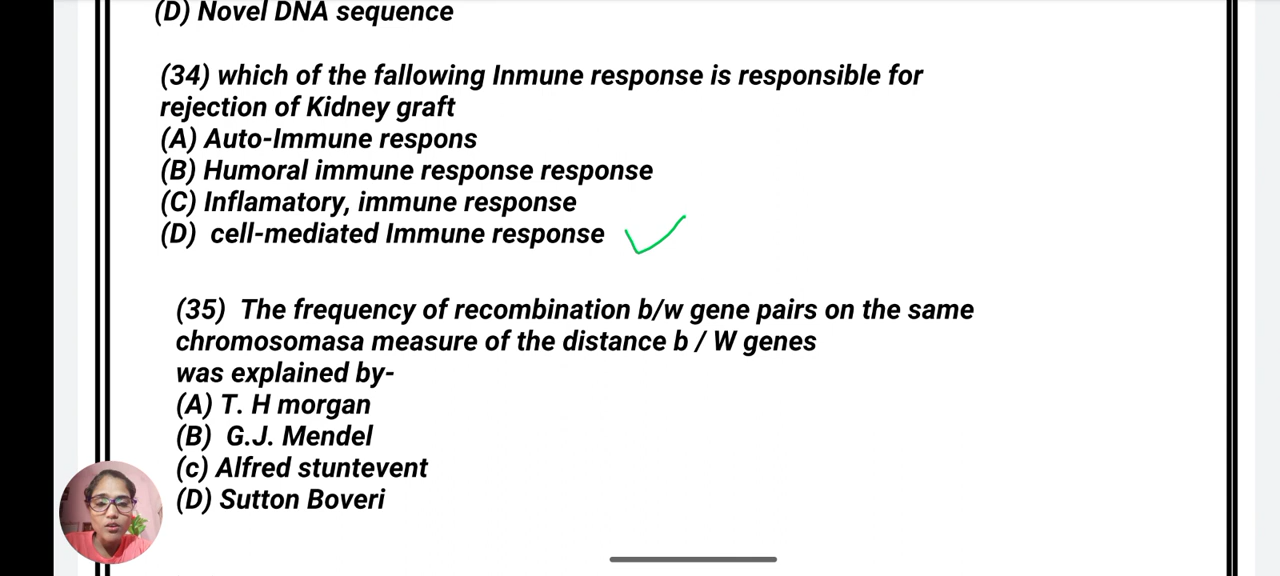 (D) Novel DNA sequence
(34) which of the fallowing Inmune response is responsible for
rejection of Kidney graft
(A) Auto-Immune respons
(B) Humoral immune response response
(C) Inflamatory, immune response
(D) cell-mediated Immune response
(35) The frequency of recombination b/w gene pairs on the same
chromosomasa measure of the distance b / W genes
was explained by-
(A) T. H morgan
(B) G.J. Mendel
(c) Alfred stuntevent
(D) Sutton Boveri